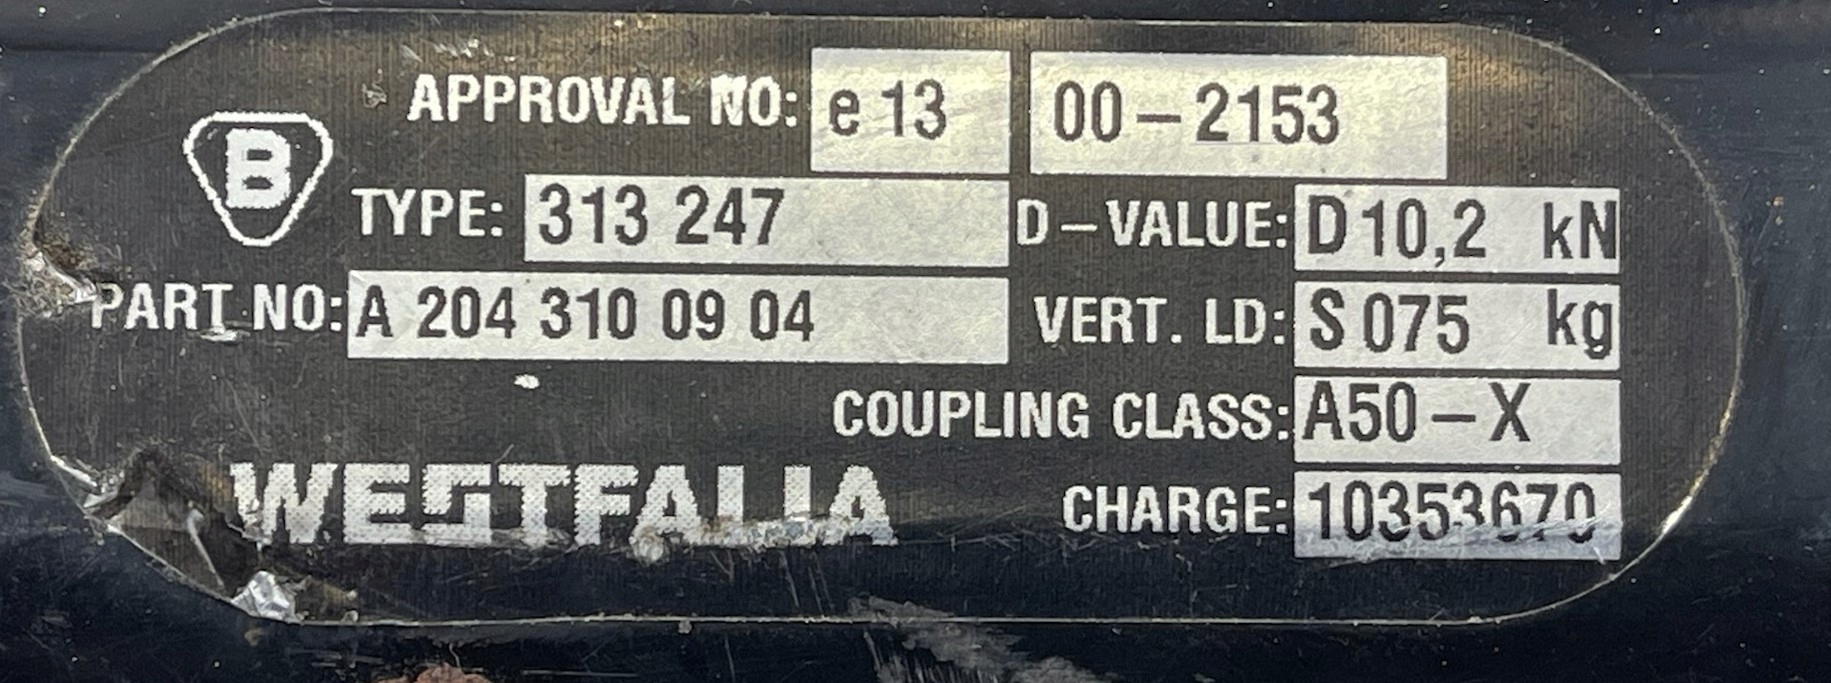 APPROVAL NO: e 13 00 – 2153
B
TYPE: 313 247 D – VALUE: D 10,2 kN
PART NO: A 204 310 09 04 VERT. LD: S 075 kg
COUPLING CLASS: A50 – X
WESTFALIA CHARGE: 10353670